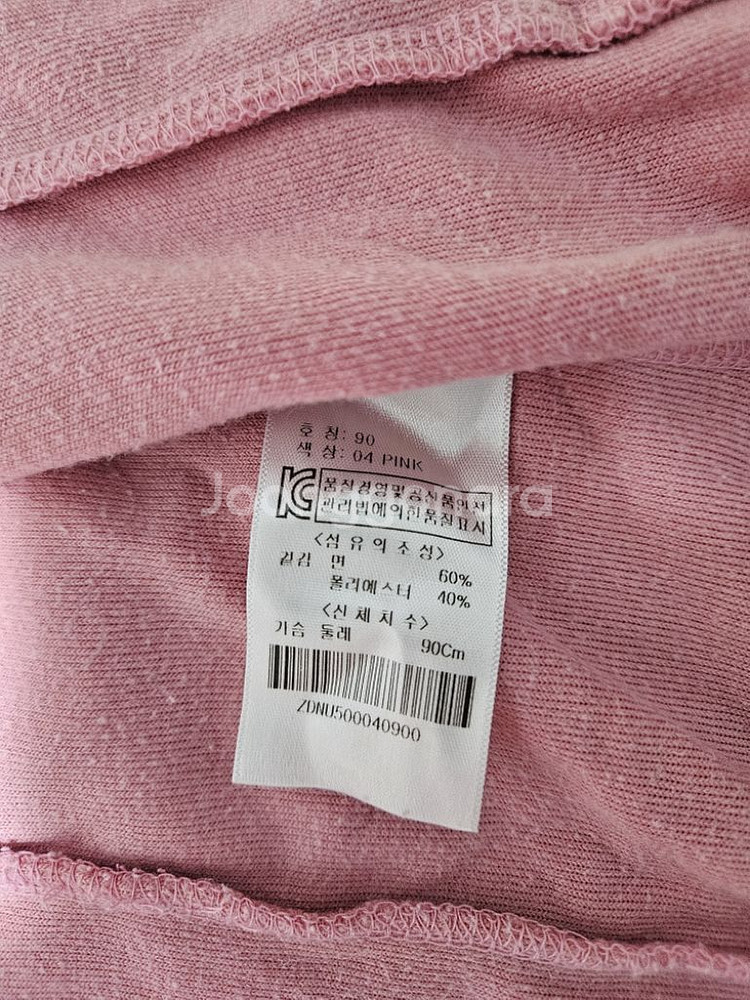 호 칭: 90
색 상: 04 PINK
KC 품질경영및공산품안전
관리법에의한품질표시
<섬 유 의 조 성>
겉감 면 60%
폴리에스터 40%
<신 체 치 수>
가슴 둘레 90Cm
ZDNU500040900